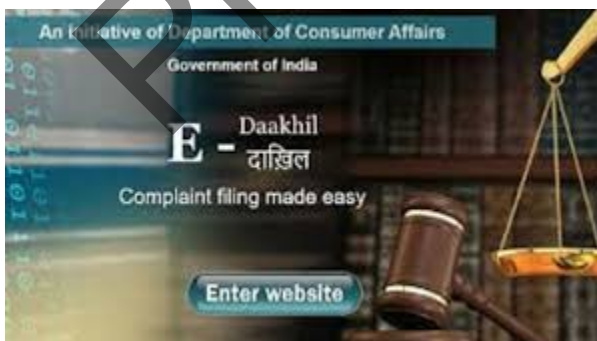 An Initiative of Department of Consumer Affairs
Government of India
E - Daakhil
दाख़िल
Complaint filing made easy
Enter website